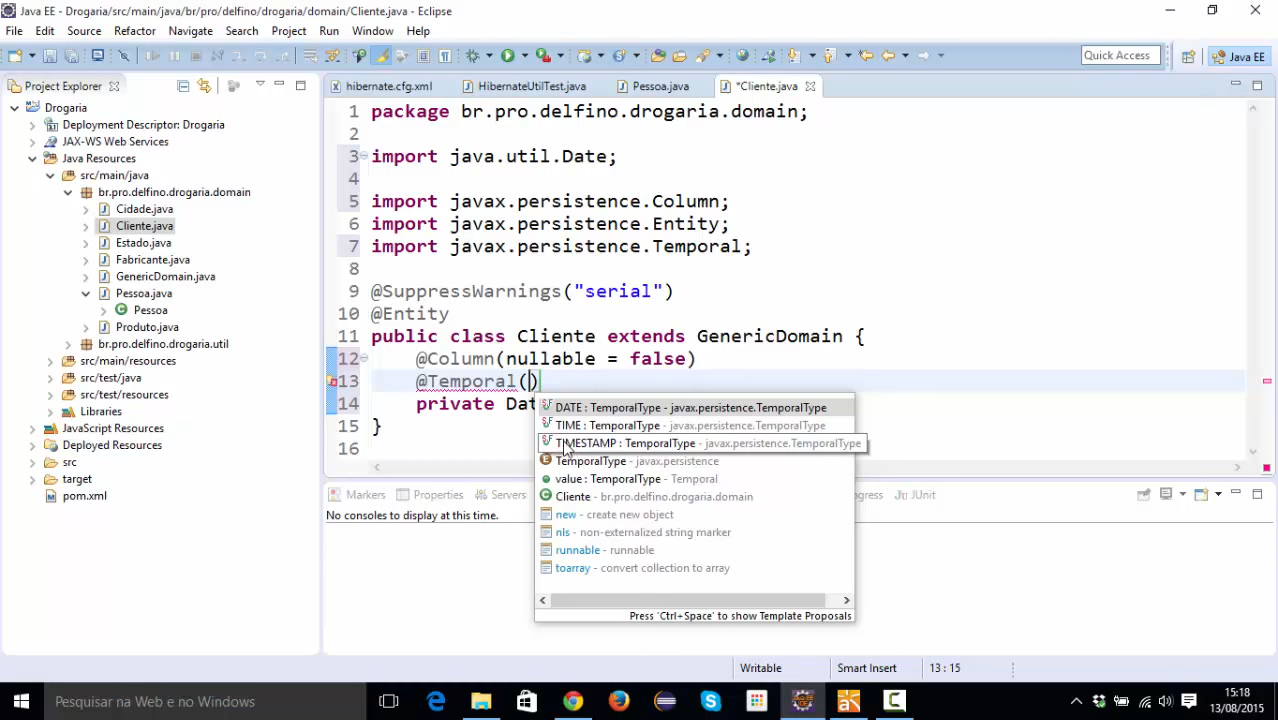 Java EE - Drogaria/src/main/java/br/pro/delfino/drogaria/domain/Cliente.java - Eclipse
File Edit Source Refactor Navigate Search Project Run Window Help
Quick Access
Java EE
Project Explorer
Drogaria
Deployment Descriptor: Drogaria
JAX-WS Web Services
Java Resources
src/main/java
br.pro.delfino.drogaria.domain
Cidade.java
Cliente.java
Estado.java
Fabricante.java
GenericDomain.java
Pessoa.java
Pessoa
Produto.java
br.pro.delfino.drogaria.util
src/main/resources
src/test/java
src/test/resources
Libraries
JavaScript Resources
Deployed Resources
src
target
pom.xml
hibernate.cfg.xml HibernateUtilTest.java Pessoa.java *Cliente.java
1 package br.pro.delfino.drogaria.domain;
2
3 import java.util.Date;
4
5 import javax.persistence.Column;
6 import javax.persistence.Entity;
7 import javax.persistence.Temporal;
8
9 @SuppressWarnings("serial")
10 @Entity
11 public class Cliente extends GenericDomain {
12 @Column(nullable = false)
13 @Temporal()
14 private Dat
15 }
16
DATE : TemporalType - javax.persistence.TemporalType
TIME : TemporalType - javax.persistence.TemporalType
TIMESTAMP : TemporalType - javax.persistence.TemporalType
TemporalType - javax.persistence
value : TemporalType - Temporal
Cliente - br.pro.delfino.drogaria.domain
new - create new object
nls - non-externalized string marker
runnable - runnable
toarray - convert collection to array
Press 'Ctrl+Space' to show Template Proposals
Markers Properties Servers
JUnit
No consoles to display at this time.
Writable Smart Insert 13 : 15
Pesquisar na Web e no Windows
15:18
13/08/2015